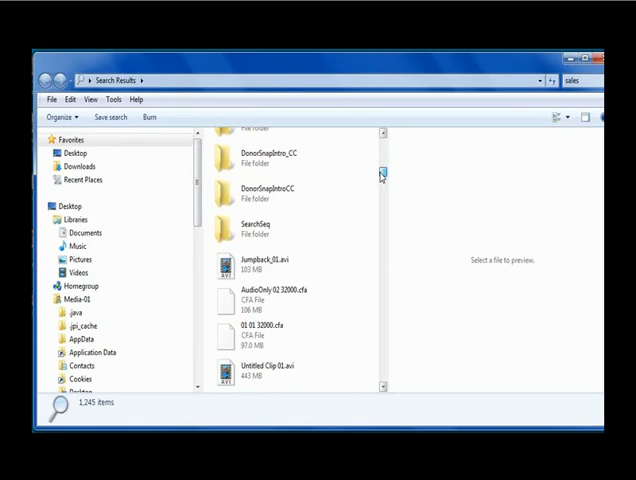 Search Results
sales
File Edit View Tools Help
Organize Save search Burn
Favorites
Desktop
Downloads
Recent Places
Desktop
Libraries
Documents
Music
Pictures
Videos
Homegroup
Media-01
.java
.jpi_cache
AppData
Application Data
Contacts
Cookies
Desktop
File folder
DonorSnapIntro_CC
File folder
DonorSnapIntroCC
File folder
SearchSeq
File folder
Jumpback_01.avi
103 MB
AudioOnly 02 32000.cfa
CFA File
106 MB
01 01 32000.cfa
CFA File
97.0 MB
Untitled Clip 01.avi
443 MB
AVI
AVI
Select a file to preview.
1,245 items